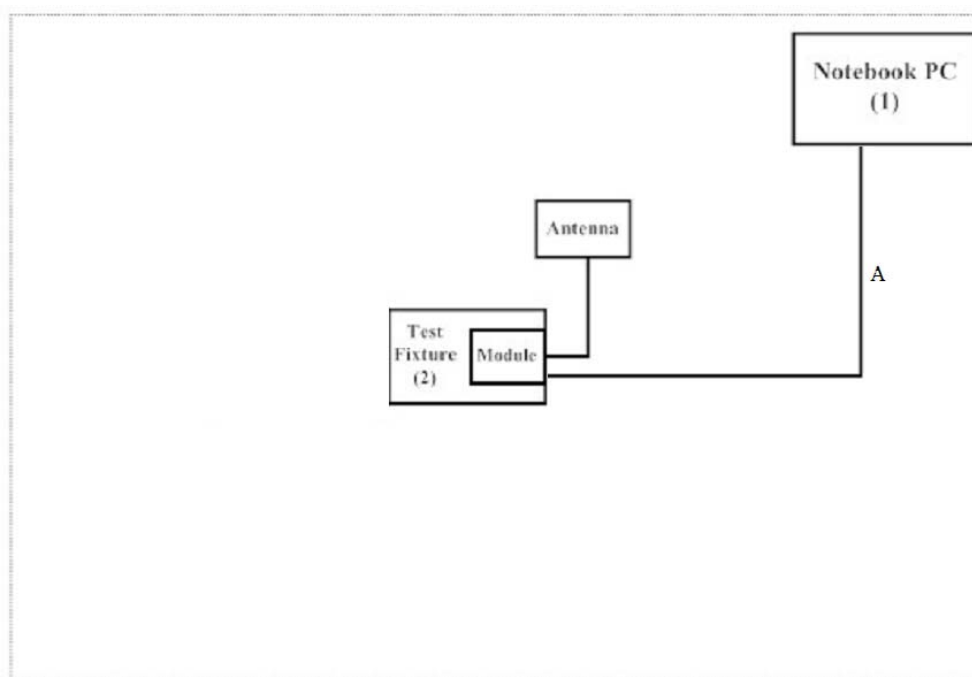 Notebook PC
(1)
Antenna
A
Test
Fixture
(2)
Module